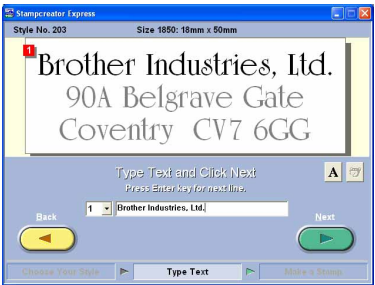 Stampcreator Express
Style No. 203 Size 1850: 18mm x 50mm
1
Brother Industries, Ltd.
90A Belgrave Gate
Coventry CV7 6GG
Type Text and Click Next
Press Enter key for next line.
A
Back 1 Brother Industries, Ltd. Next
Choose Your Style Type Text Make a Stamp